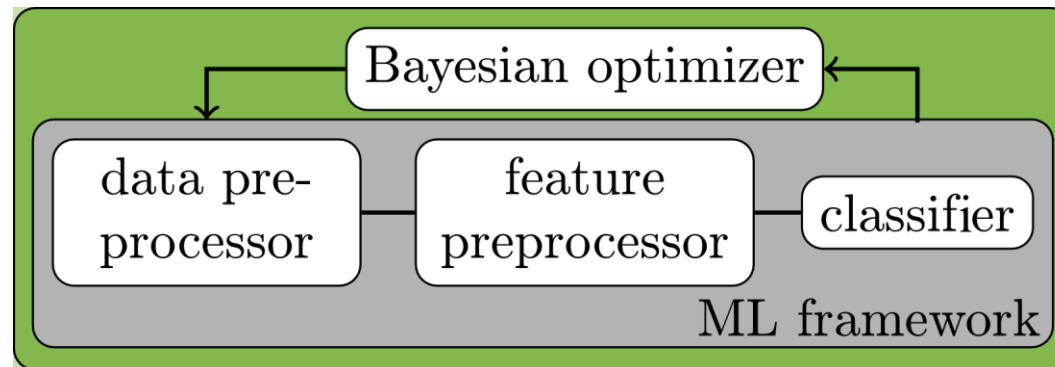 Bayesian optimizer
data pre-
processor
feature
preprocessor
classifier
ML framework